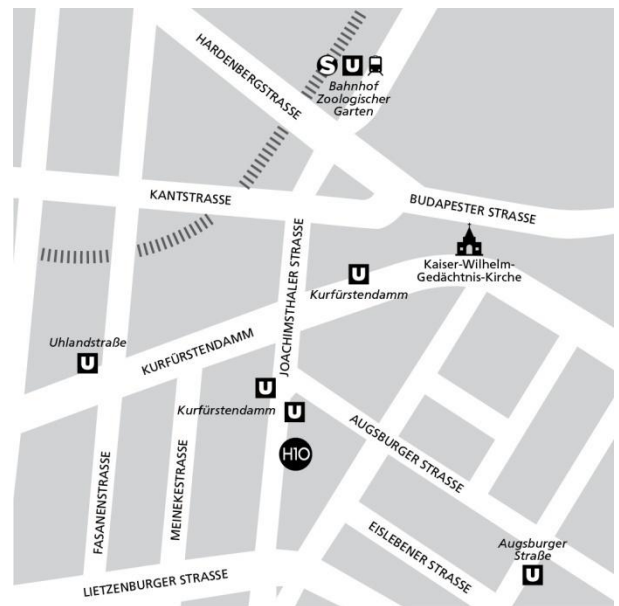 HARDENBERGSTRASSE
S U
Bahnhof
Zoologischer
Garten
KANTSTRASSE
BUDAPESTER STRASSE
JOACHIMSTHALER STRASSE
Kaiser-Wilhelm-
Gedächtnis-Kirche
U
Kurfürstendamm
Uhlandstraße
U
KURFÜRSTENDAMM
U
Kurfürstendamm
U
H10
AUGSBURGER STRASSE
FASANENSTRASSE
MEINEKESTRASSE
EISLEBENER STRASSE
Augsburger
Straße
U
LIETZENBURGER STRASSE